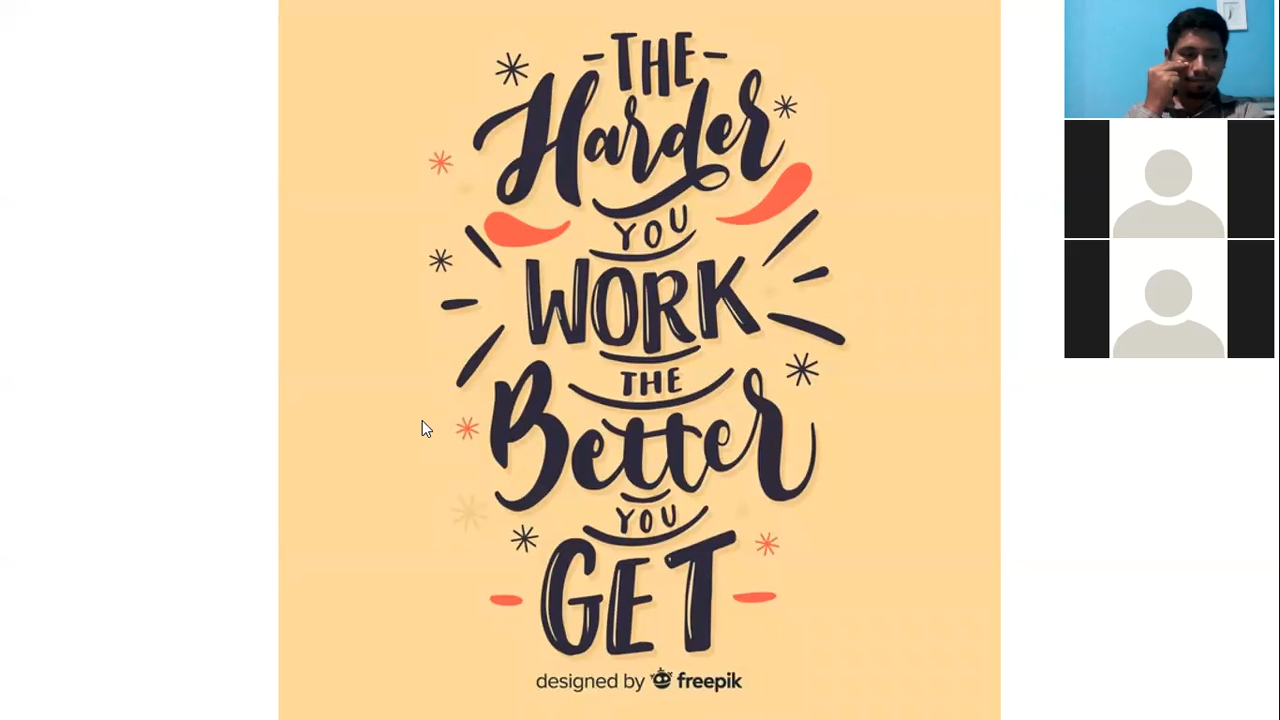 THE
Harder
YOU
WORK
THE
Better
YOU
GET
designed by freepik